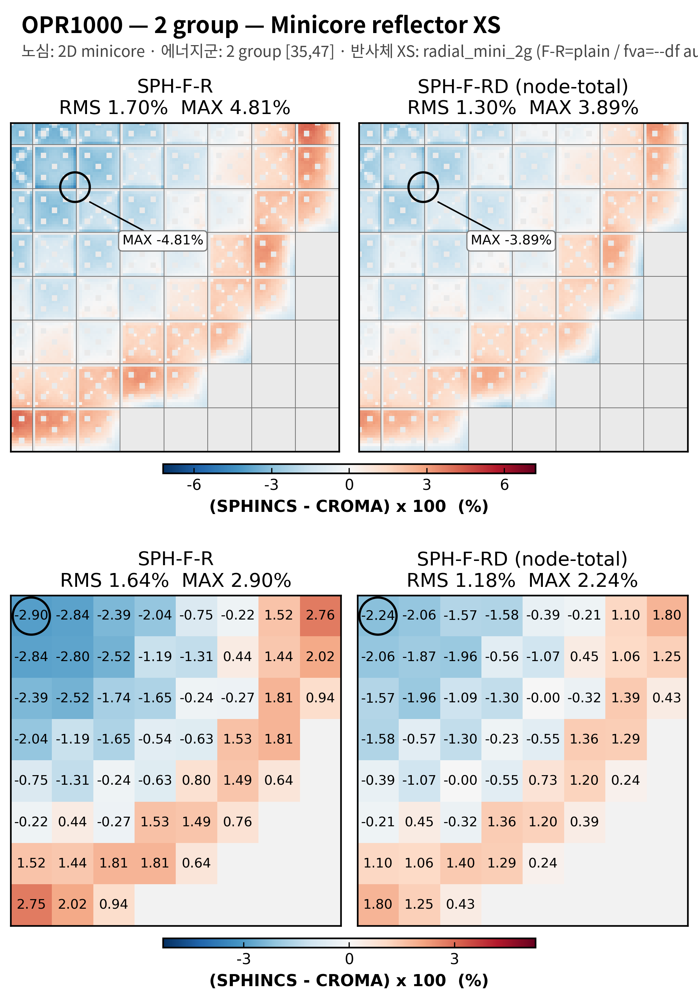 OPR1000 — 2 group — Minicore reflector XS
노심: 2D minicore · 에너지군: 2 group [35,47] · 반사체 XS: radial_mini_2g (F-R=plain / fva=--df au
SPH-F-R
RMS 1.70% MAX 4.81%
SPH-F-RD (node-total)
RMS 1.30% MAX 3.89%
MAX -4.81%
MAX -3.89%
-6 -3 0 3 6
(SPHINCS - CROMA) x 100 (%)
SPH-F-R
RMS 1.64% MAX 2.90%
SPH-F-RD (node-total)
RMS 1.18% MAX 2.24%
-2.90 -2.84 -2.39 -2.04 -0.75 -0.22 1.52 2.76
-2.84 -2.80 -2.52 -1.19 -1.31 0.44 1.44 2.02
-2.39 -2.52 -1.74 -1.65 -0.24 -0.27 1.81 0.94
-2.04 -1.19 -1.65 -0.54 -0.63 1.53 1.81
-0.75 -1.31 -0.24 -0.63 0.80 1.49 0.64
-0.22 0.44 -0.27 1.53 1.49 0.76
1.52 1.44 1.81 1.81 0.64
2.75 2.02 0.94
-2.24 -2.06 -1.57 -1.58 -0.39 -0.21 1.10 1.80
-2.06 -1.87 -1.96 -0.56 -1.07 0.45 1.06 1.25
-1.57 -1.96 -1.09 -1.30 -0.00 -0.32 1.39 0.43
-1.58 -0.57 -1.30 -0.23 -0.55 1.36 1.29
-0.39 -1.07 -0.00 -0.55 0.73 1.20 0.24
-0.21 0.45 -0.32 1.36 1.20 0.39
1.10 1.06 1.40 1.29 0.24
1.80 1.25 0.43
-3 0 3
(SPHINCS - CROMA) x 100 (%)